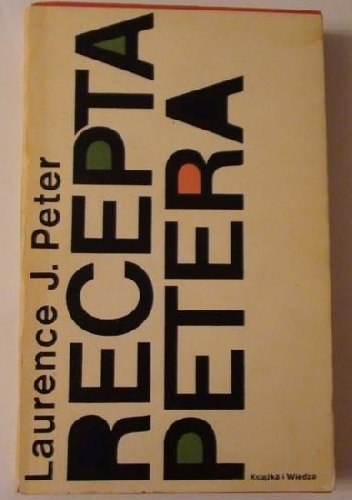 Laurence J. Peter
RECEPTA
PETERA
Książka i Wiedza